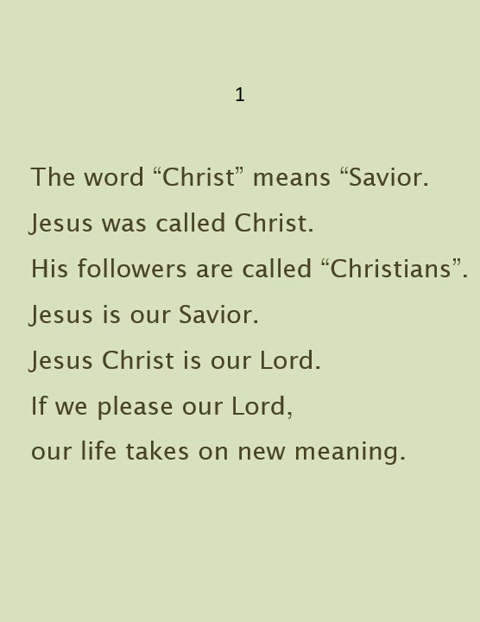 1
The word “Christ” means “Savior.
Jesus was called Christ.
His followers are called “Christians”.
Jesus is our Savior.
Jesus Christ is our Lord.
If we please our Lord,
our life takes on new meaning.